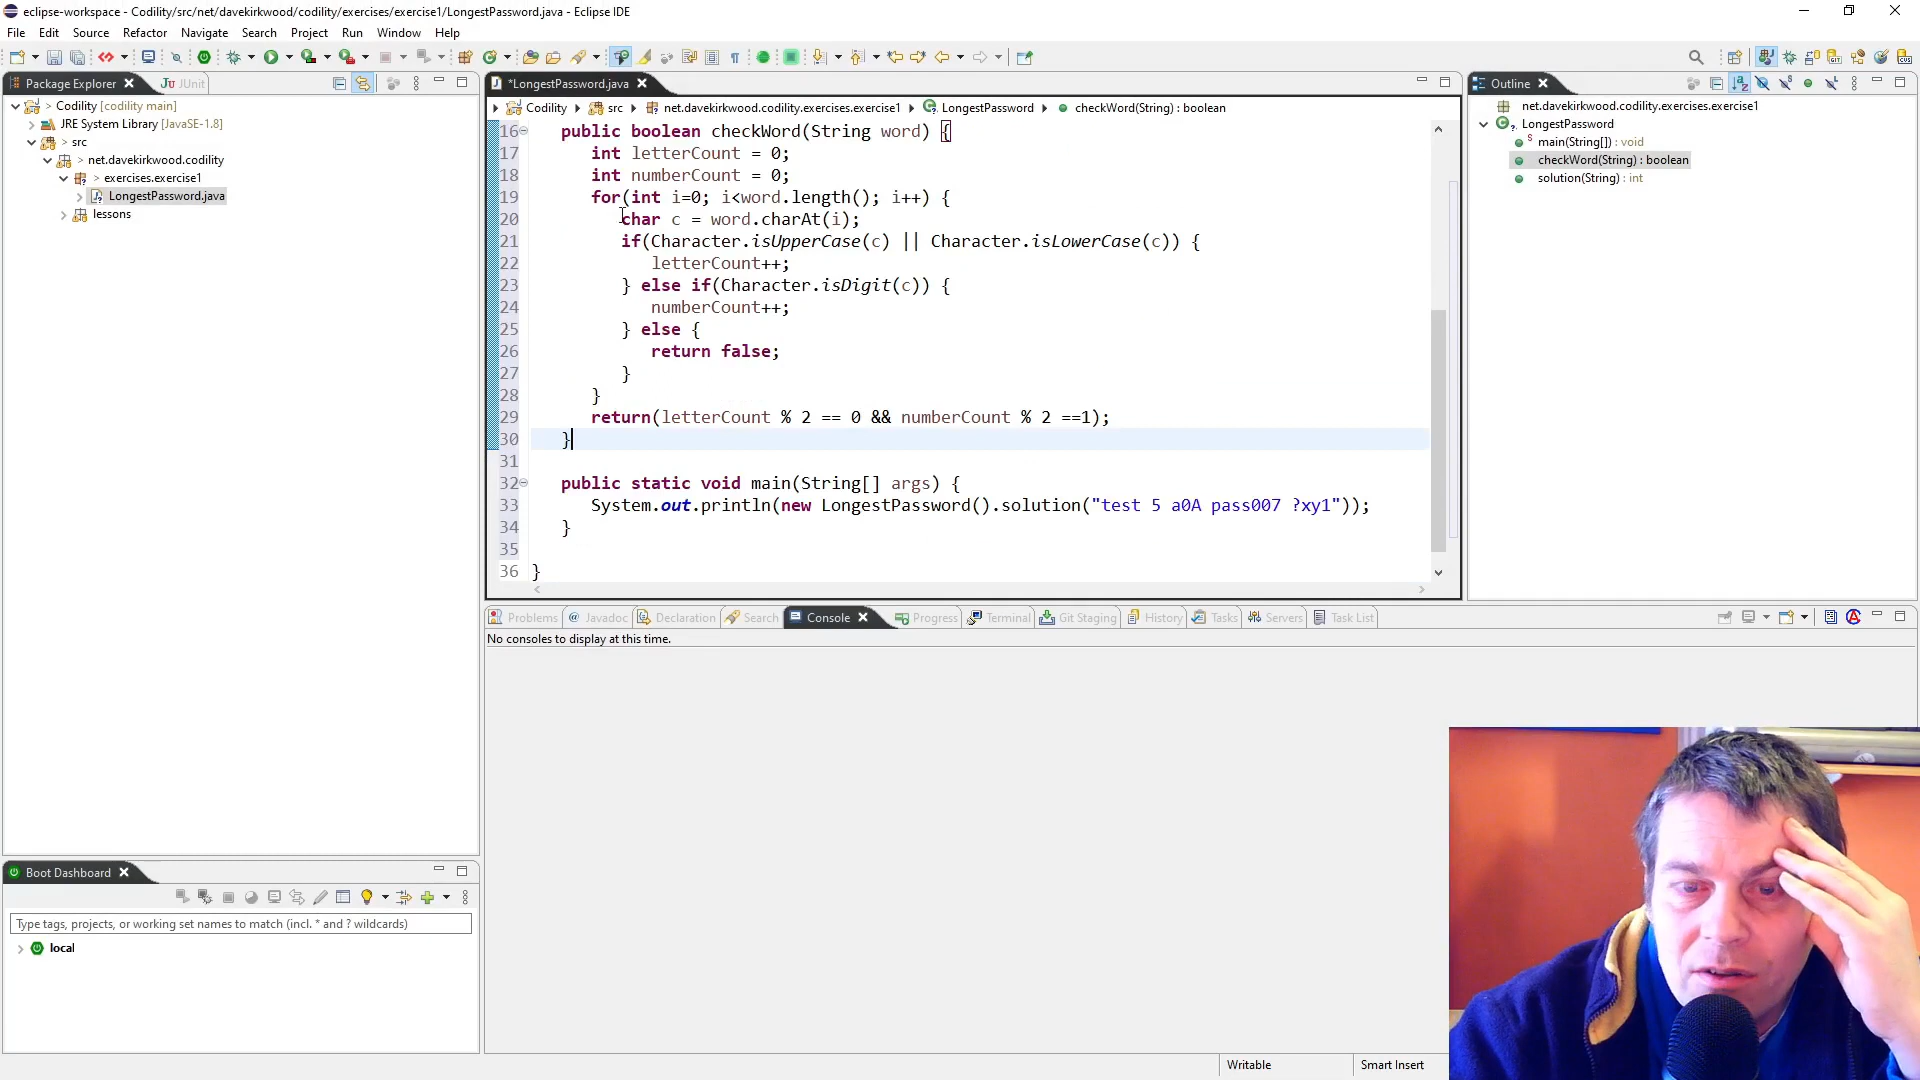 eclipse-workspace - Codility/src/net/davekirkwood/codility/exercises/exercise1/LongestPassword.java - Eclipse IDE
File Edit Source Refactor Navigate Search Project Run Window Help
Package Explorer JUnit
Codility [codility main]
JRE System Library [JavaSE-1.8]
> src
> net.davekirkwood.codility
> exercises.exercise1
LongestPassword.java
lessons
*LongestPassword.java
Codility src net.davekirkwood.codility.exercises.exercise1 LongestPassword checkWord(String) : boolean
16 public boolean checkWord(String word) {
17 int letterCount = 0;
18 int numberCount = 0;
19 for(int i=0; i<word.length(); i++) {
20 char c = word.charAt(i);
21 if(Character.isUpperCase(c) || Character.isLowerCase(c)) {
22 letterCount++;
23 } else if(Character.isDigit(c)) {
24 numberCount++;
25 } else {
26 return false;
27 }
28 }
29 return(letterCount % 2 == 0 && numberCount % 2 ==1);
30 }
31
32 public static void main(String[] args) {
33 System.out.println(new LongestPassword().solution("test 5 a0A pass007 ?xy1"));
34 }
35
36 }
Outline
net.davekirkwood.codility.exercises.exercise1
LongestPassword
main(String[]) : void
checkWord(String) : boolean
solution(String) : int
Problems Javadoc Declaration Search Console Progress Terminal Git Staging History Tasks Servers Task List
No consoles to display at this time.
Boot Dashboard
Type tags, projects, or working set names to match (incl. * and ? wildcards)
local
Writable Smart Insert